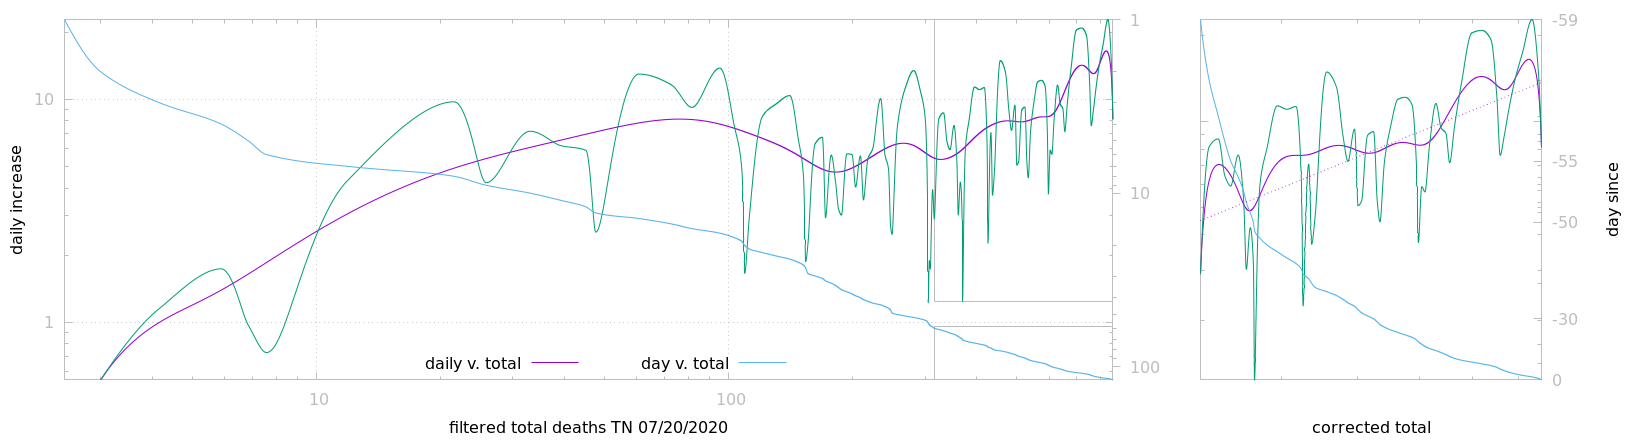 daily increase
10
1
10
100
1
10
100
daily v. total
day v. total
filtered total deaths TN 07/20/2020
-59
-55
-50
-30
0
day since
corrected total